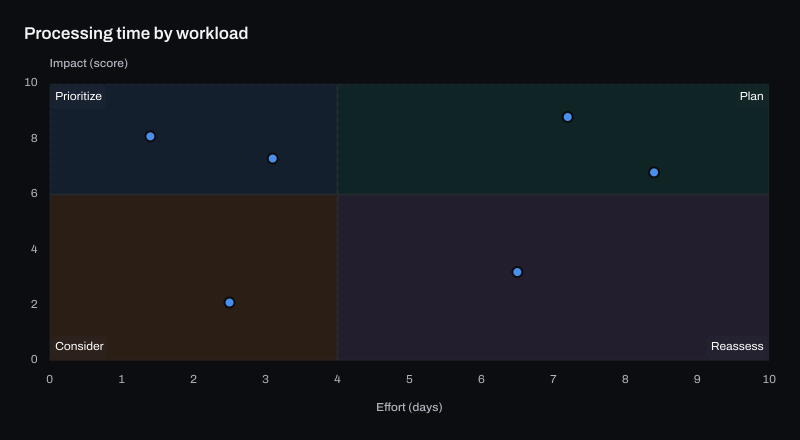 Processing time by workload
Impact (score)
10
Prioritize
Plan
8
6
4
2
Consider
Reassess
0
0 1 2 3 4 5 6 7 8 9 10
Effort (days)